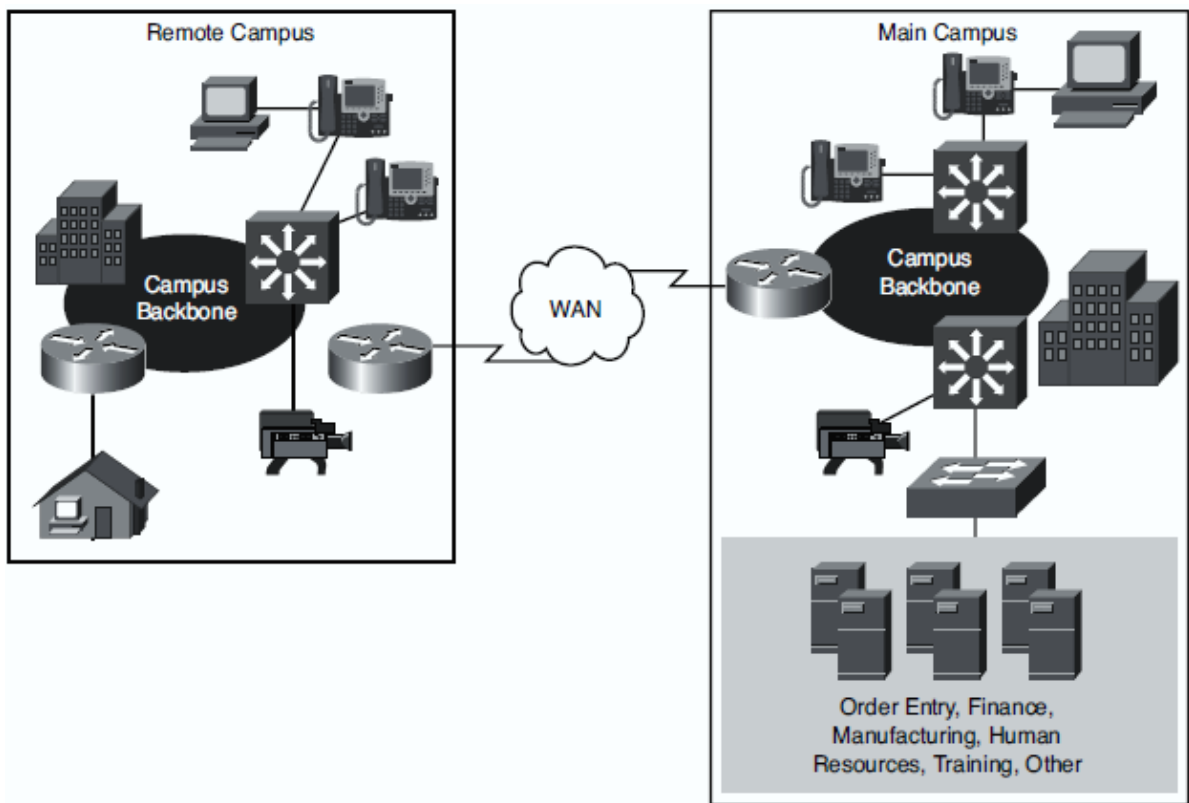 Remote Campus
Campus
Backbone
WAN
Main Campus
Campus
Backbone
Order Entry, Finance,
Manufacturing, Human
Resources, Training, Other